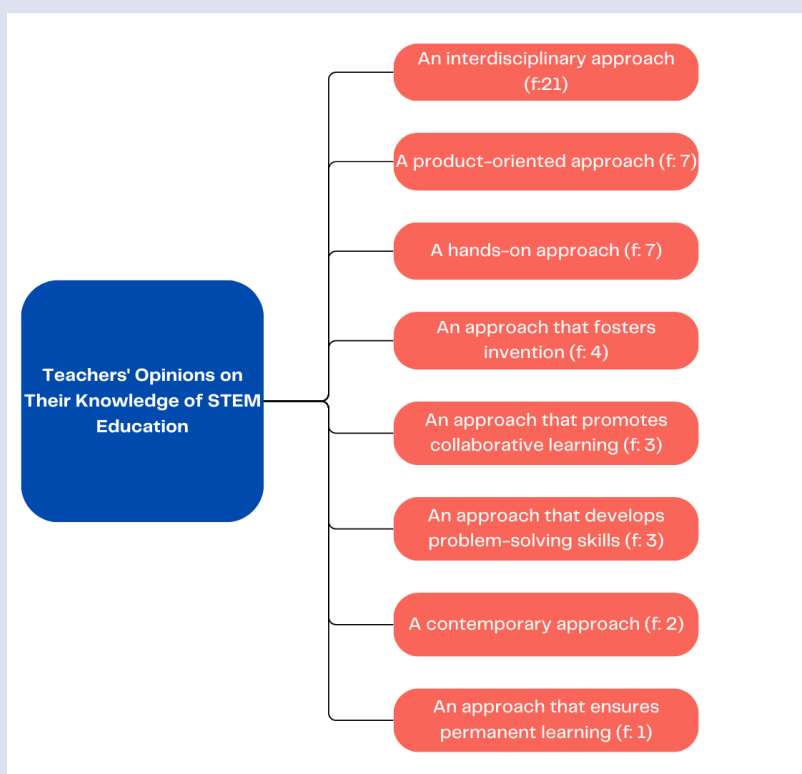 Teachers' Opinions on
Their Knowledge of STEM
Education
An interdisciplinary approach
(f:21)
A product-oriented approach (f: 7)
A hands-on approach (f: 7)
An approach that fosters
invention (f: 4)
An approach that promotes
collaborative learning (f: 3)
An approach that develops
problem-solving skills (f: 3)
A contemporary approach (f: 2)
An approach that ensures
permanent learning (f: 1)